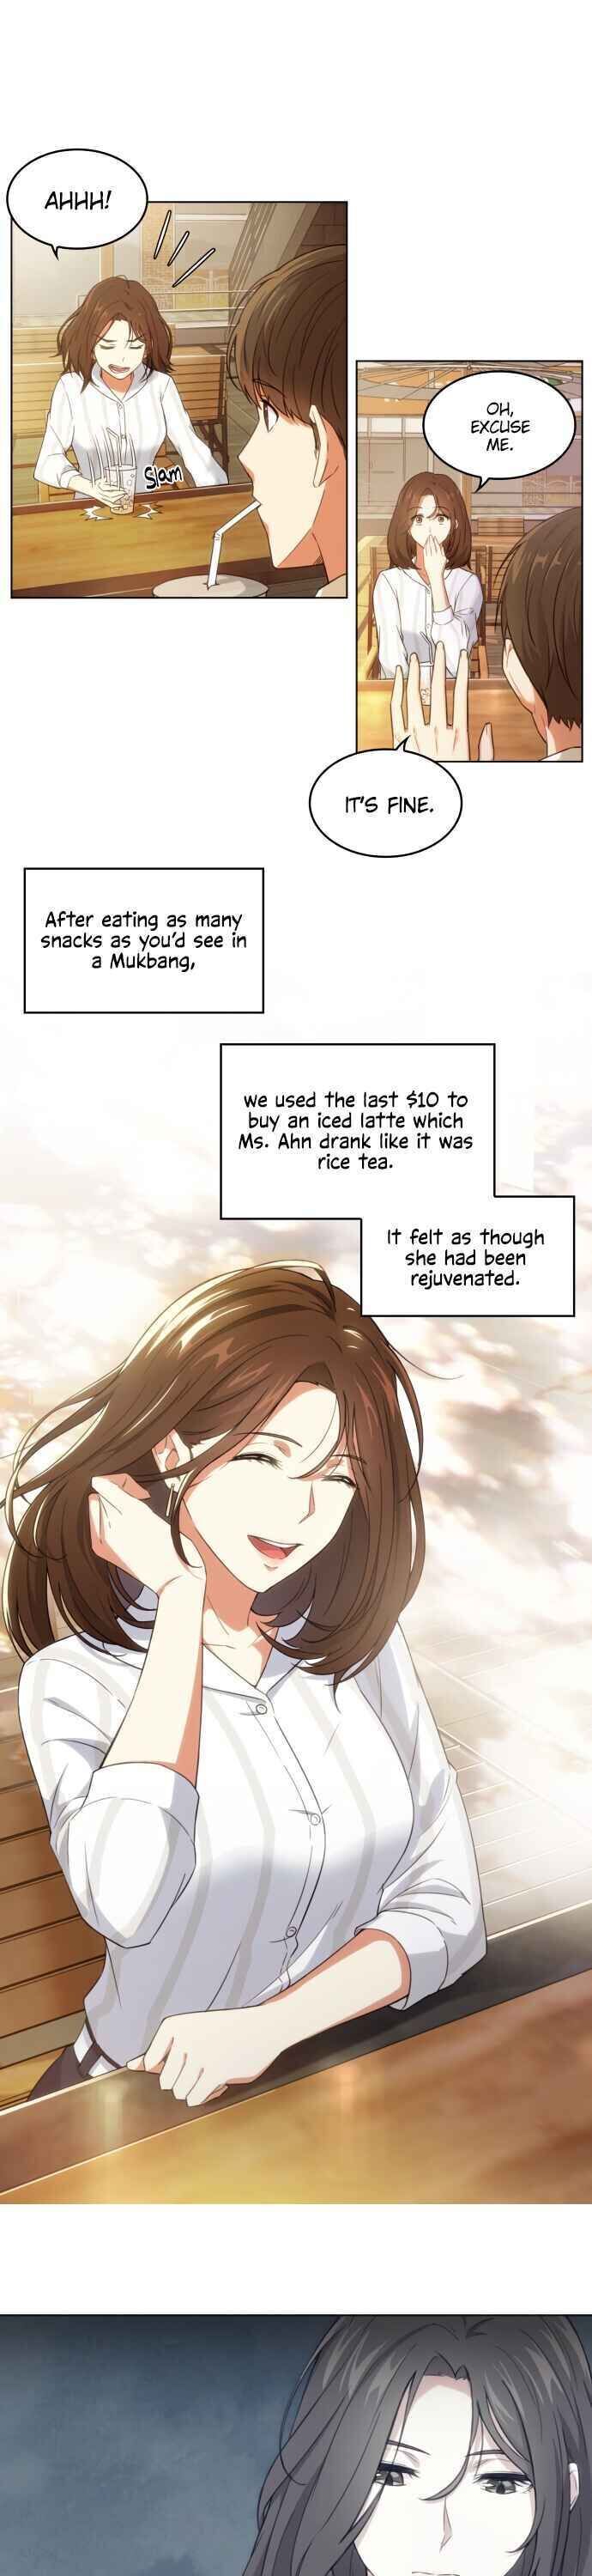 AHHH!
Slam
OH,
EXCUSE
ME.
IT'S FINE.
After eating as many
snacks as you'd see in
a Mukbang,
we used the last $10 to
buy an iced latte which
Ms. Ahn drank like it was
rice tea.
It felt as though
she had been
rejuvenated.